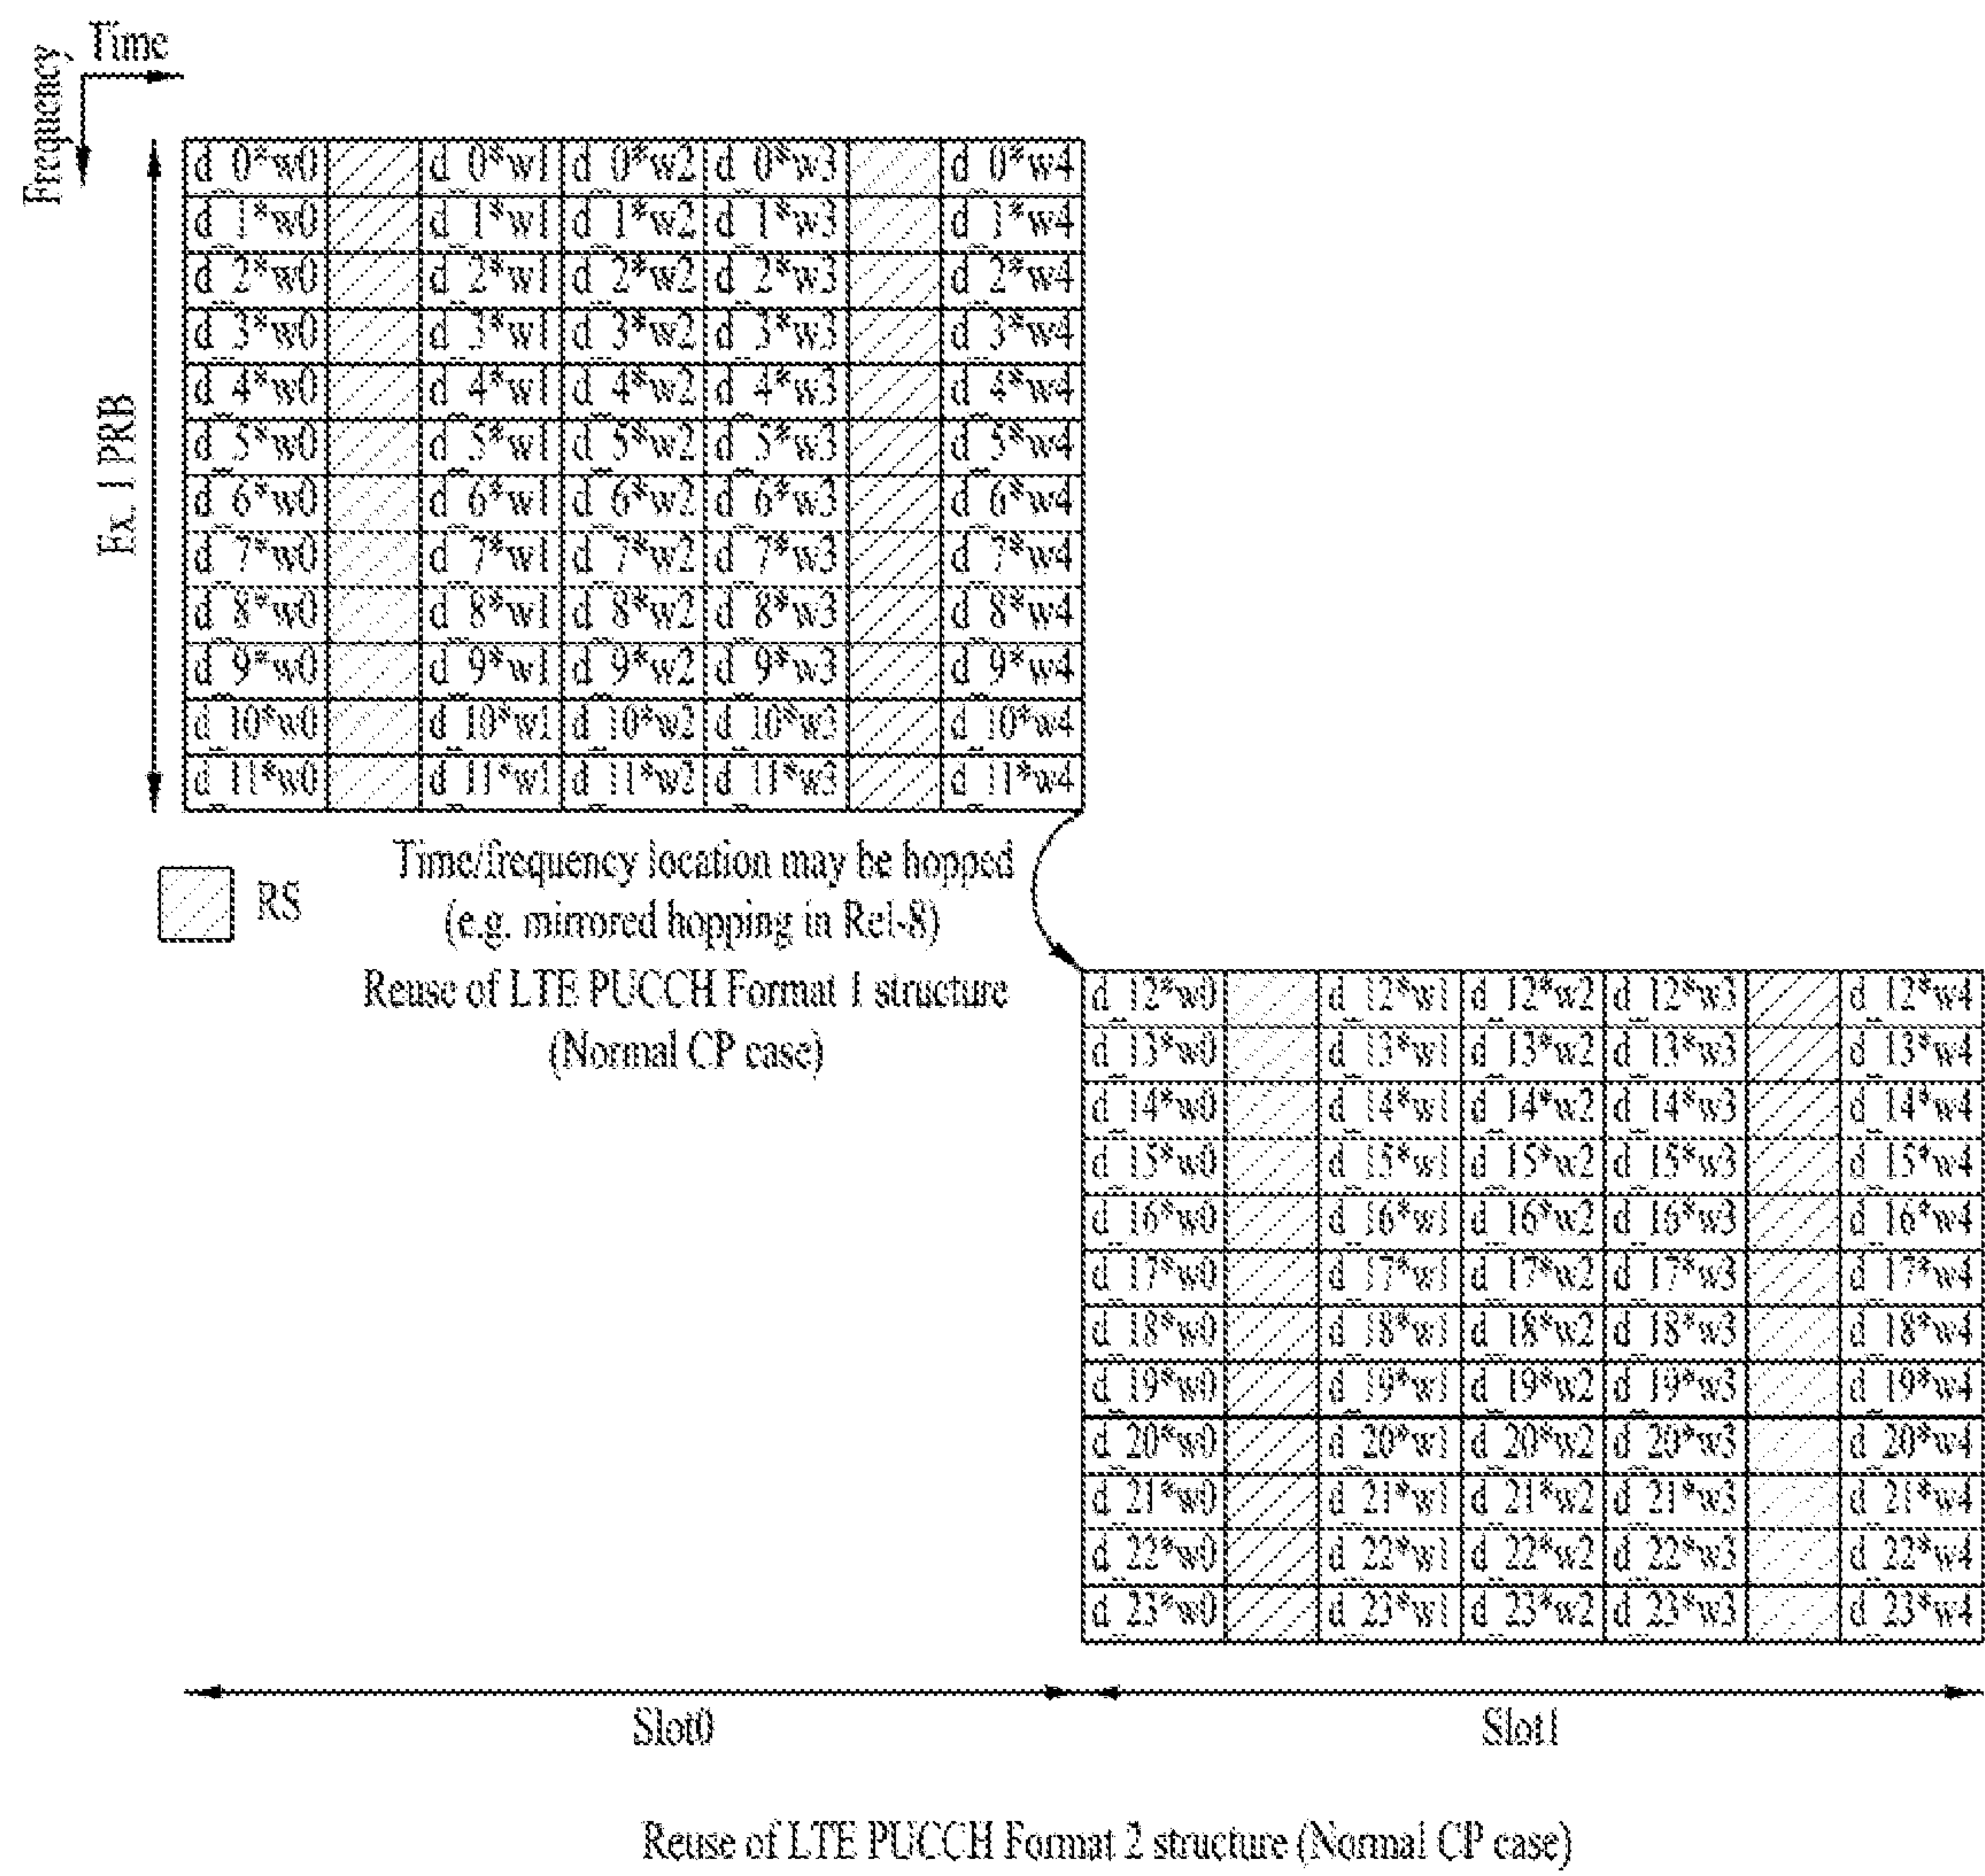 Time
Frequency
Ex. 1 PRB
d_0*w0 d_0*w1 d_0*w2 d_0*w3 d_0*w4
d_1*w0 d_1*w1 d_1*w2 d_1*w3 d_1*w4
d_2*w0 d_2*w1 d_2*w2 d_2*w3 d_2*w4
d_3*w0 d_3*w1 d_3*w2 d_3*w3 d_3*w4
d_4*w0 d_4*w1 d_4*w2 d_4*w3 d_4*w4
d_5*w0 d_5*w1 d_5*w2 d_5*w3 d_5*w4
d_6*w0 d_6*w1 d_6*w2 d_6*w3 d_6*w4
d_7*w0 d_7*w1 d_7*w2 d_7*w3 d_7*w4
d_8*w0 d_8*w1 d_8*w2 d_8*w3 d_8*w4
d_9*w0 d_9*w1 d_9*w2 d_9*w3 d_9*w4
d_10*w0 d_10*w1 d_10*w2 d_10*w3 d_10*w4
d_11*w0 d_11*w1 d_11*w2 d_11*w3 d_11*w4
RS
Time/frequency location may be hopped
(e.g. mirrored hopping in Rel-8)
Reuse of LTE PUCCH Format 1 structure
(Normal CP case)
d_12*w0 d_12*w1 d_12*w2 d_12*w3 d_12*w4
d_13*w0 d_13*w1 d_13*w2 d_13*w3 d_13*w4
d_14*w0 d_14*w1 d_14*w2 d_14*w3 d_14*w4
d_15*w0 d_15*w1 d_15*w2 d_15*w3 d_15*w4
d_16*w0 d_16*w1 d_16*w2 d_16*w3 d_16*w4
d_17*w0 d_17*w1 d_17*w2 d_17*w3 d_17*w4
d_18*w0 d_18*w1 d_18*w2 d_18*w3 d_18*w4
d_19*w0 d_19*w1 d_19*w2 d_19*w3 d_19*w4
d_20*w0 d_20*w1 d_20*w2 d_20*w3 d_20*w4
d_21*w0 d_21*w1 d_21*w2 d_21*w3 d_21*w4
d_22*w0 d_22*w1 d_22*w2 d_22*w3 d_22*w4
d_23*w0 d_23*w1 d_23*w2 d_23*w3 d_23*w4
Slot0 Slot1
Reuse of LTE PUCCH Format 2 structure (Normal CP case)